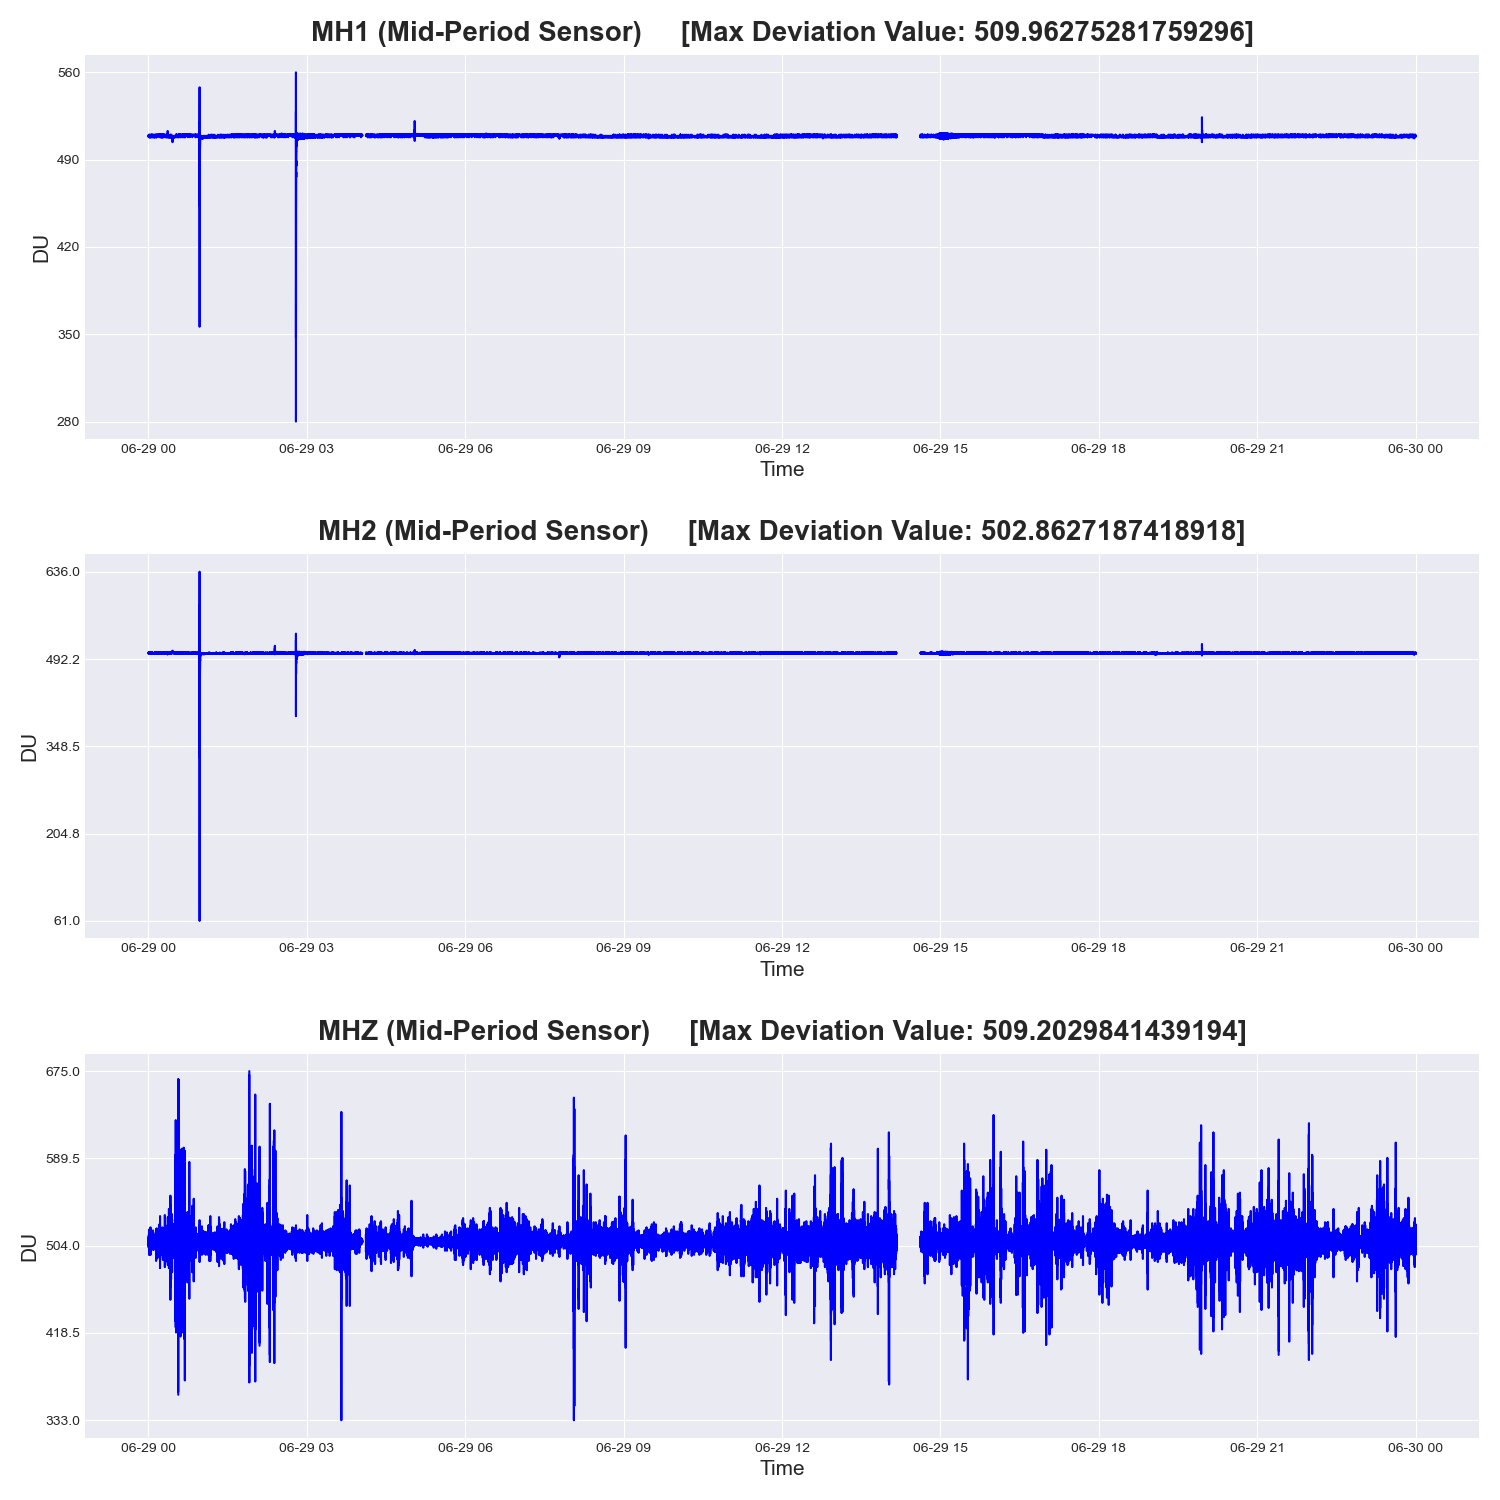 MH1 (Mid-Period Sensor) [Max Deviation Value: 509.96275281759296]
560
490
420
350
280
DU
06-29 00 06-29 03 06-29 06 06-29 09 06-29 12 06-29 15 06-29 18 06-29 21 06-30 00
Time
MH2 (Mid-Period Sensor) [Max Deviation Value: 502.8627187418918]
636.0
492.2
348.5
204.8
61.0
DU
06-29 00 06-29 03 06-29 06 06-29 09 06-29 12 06-29 15 06-29 18 06-29 21 06-30 00
Time
MHZ (Mid-Period Sensor) [Max Deviation Value: 509.2029841439194]
675.0
589.5
504.0
418.5
333.0
DU
06-29 00 06-29 03 06-29 06 06-29 09 06-29 12 06-29 15 06-29 18 06-29 21 06-30 00
Time